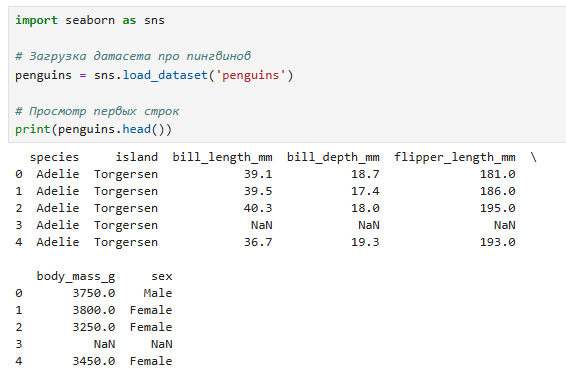 import seaborn as sns
# Загрузка датасета про пингвинов
penguins = sns.load_dataset('penguins')
# Просмотр первых строк
print(penguins.head())
  species     island  bill_length_mm  bill_depth_mm  flipper_length_mm  \
0  Adelie  Torgersen            39.1           18.7              181.0
1  Adelie  Torgersen            39.5           17.4              186.0
2  Adelie  Torgersen            40.3           18.0              195.0
3  Adelie  Torgersen             NaN            NaN                NaN
4  Adelie  Torgersen            36.7           19.3              193.0
   body_mass_g     sex
0       3750.0    Male
1       3800.0  Female
2       3250.0  Female
3          NaN     NaN
4       3450.0  Female